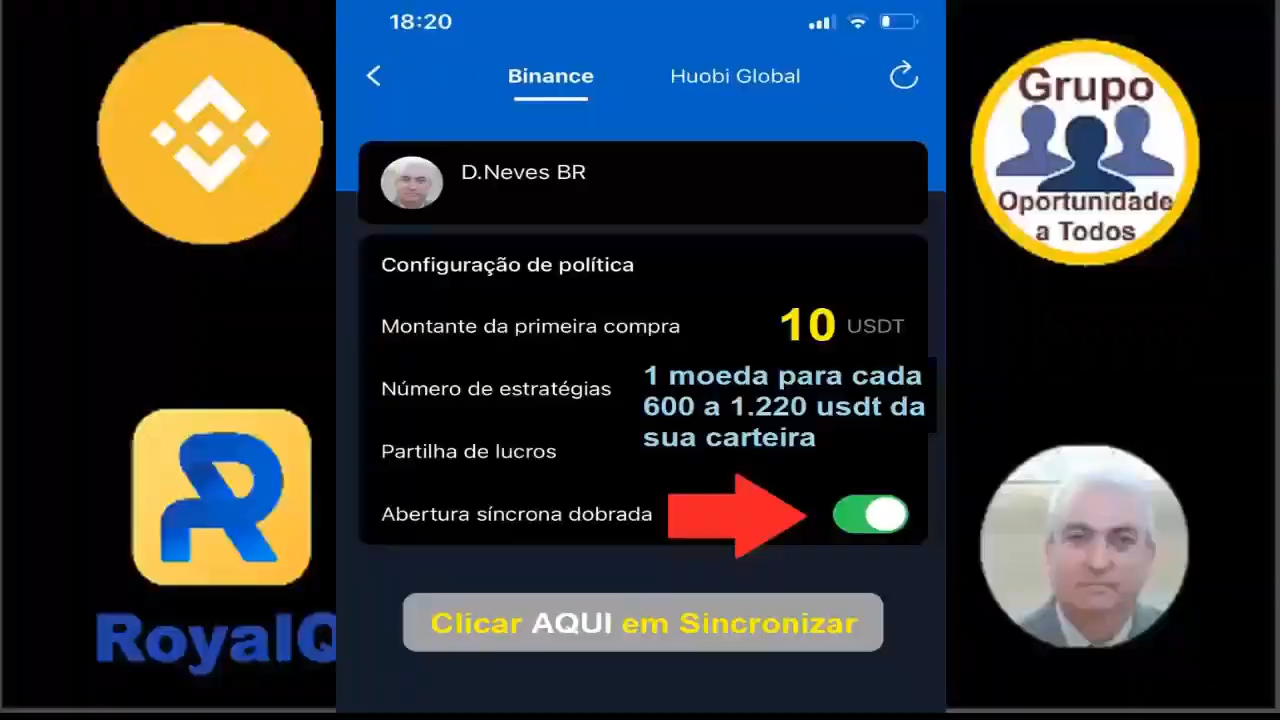 18:20
Binance
Huobi Global
D.Neves BR
Configuração de política
Montante da primeira compra
10 USDT
Número de estratégias
1 moeda para cada
600 a 1.220 usdt da
sua carteira
Partilha de lucros
Abertura síncrona dobrada
Clicar AQUI em Sincronizar
RoyalQ
Grupo
Oportunidade
a Todos